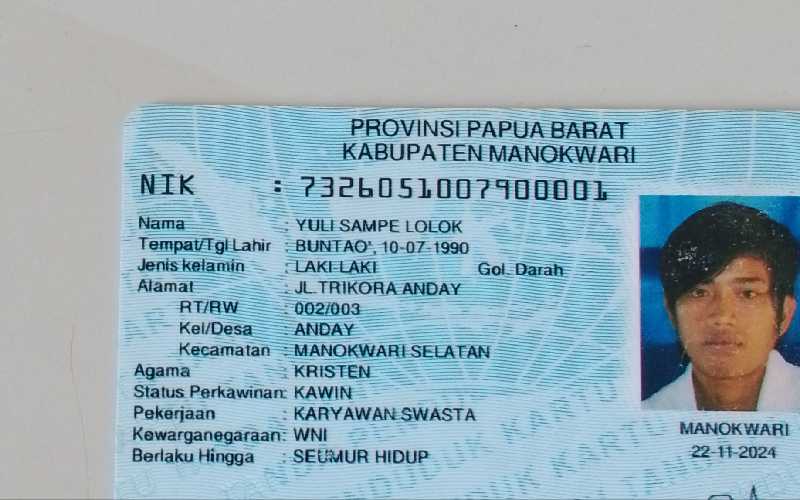 PROVINSI PAPUA BARAT
KABUPATEN MANOKWARI
NIK : 7326051007900001
Nama : YULI SAMPE LOLOK
Tempat/Tgl Lahir : BUNTAO', 10-07-1990
Jenis kelamin : LAKI LAKI Gol. Darah
Alamat : JL.TRIKORA ANDAY
RT/RW : 002/003
Kel/Desa : ANDAY
Kecamatan : MANOKWARI SELATAN
Agama : KRISTEN
Status Perkawinan: KAWIN
Pekerjaan : KARYAWAN SWASTA
Kewarganegaraan: WNI
Berlaku Hingga : SEUMUR HIDUP
MANOKWARI
22-11-2024